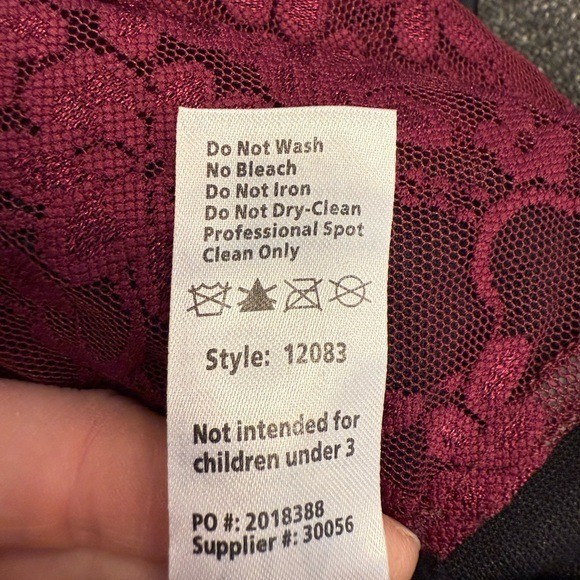 Do Not Wash
No Bleach
Do Not Iron
Do Not Dry-Clean
Professional Spot
Clean Only
Style: 12083
Not intended for
children under 3
PO #: 2018388
Supplier #: 30056